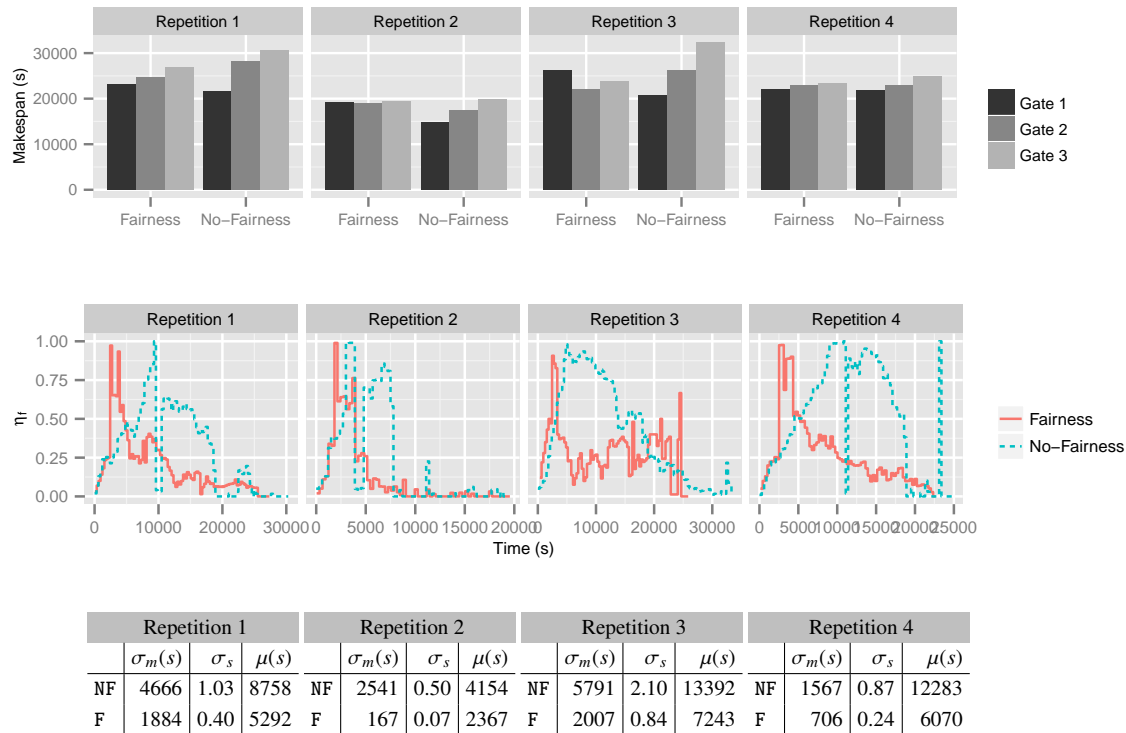 Repetition 1 Repetition 2 Repetition 3 Repetition 4
Makespan (s)
30000
20000
10000
0
Fairness No−Fairness Fairness No−Fairness Fairness No−Fairness Fairness No−Fairness
Gate 1
Gate 2
Gate 3
Repetition 1 Repetition 2 Repetition 3 Repetition 4
ηf
1.00
0.75
0.50
0.25
0.00
0 10000 20000 30000 0 5000 10000 15000 20000 0 10000 20000 30000 0 5000 10000 15000 20000 25000
Time (s)
Fairness
No−Fairness
Repetition 1 Repetition 2 Repetition 3 Repetition 4
σm(s) σs μ(s) σm(s) σs μ(s) σm(s) σs μ(s) σm(s) σs μ(s)
NF 4666 1.03 8758 NF 2541 0.50 4154 NF 5791 2.10 13392 NF 1567 0.87 12283
F 1884 0.40 5292 F 167 0.07 2367 F 2007 0.84 7243 F 706 0.24 6070